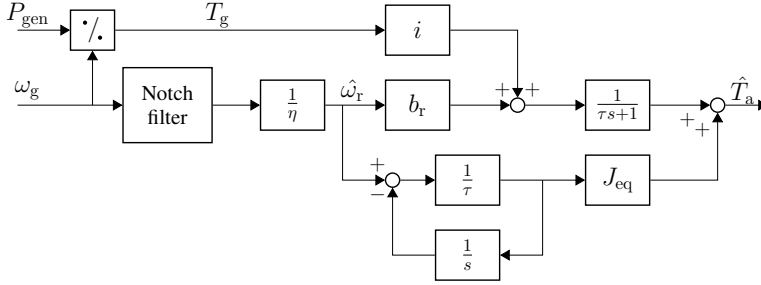 P_gen
T_g
⁒
i
ω_g
Notch
filter
1/η
ω̂_r
b_r
+ +
1/(τs+1)
T̂_a
+ +
+
−
1/τ
J_eq
1/s